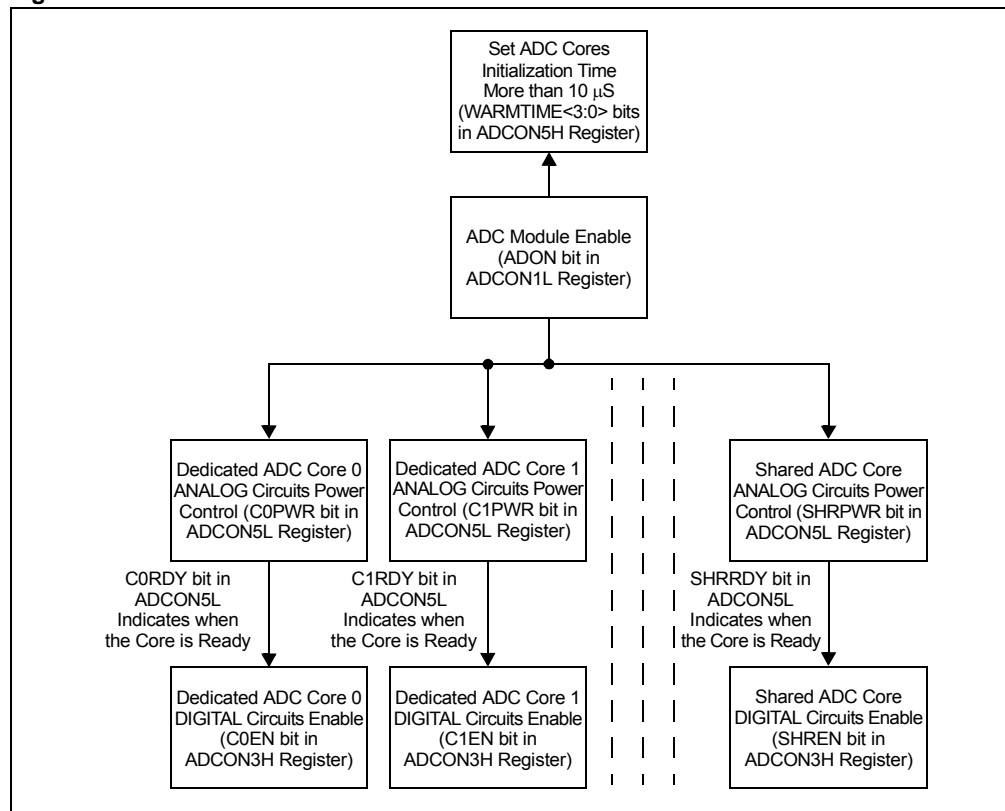 Set ADC Cores
Initialization Time
More than 10 μS
(WARMTIME<3:0> bits
in ADCON5H Register)
ADC Module Enable
(ADON bit in
ADCON1L Register)
Dedicated ADC Core 0
ANALOG Circuits Power
Control (C0PWR bit in
ADCON5L Register)
Dedicated ADC Core 1
ANALOG Circuits Power
Control (C1PWR bit in
ADCON5L Register)
Shared ADC Core
ANALOG Circuits Power
Control (SHRPWR bit in
ADCON5L Register)
C0RDY bit in
ADCON5L
Indicates when
the Core is Ready
C1RDY bit in
ADCON5L
Indicates when
the Core is Ready
SHRRDY bit in
ADCON5L
Indicates when
the Core is Ready
Dedicated ADC Core 0
DIGITAL Circuits Enable
(C0EN bit in
ADCON3H Register)
Dedicated ADC Core 1
DIGITAL Circuits Enable
(C1EN bit in
ADCON3H Register)
Shared ADC Core
DIGITAL Circuits Enable
(SHREN bit in
ADCON3H Register)